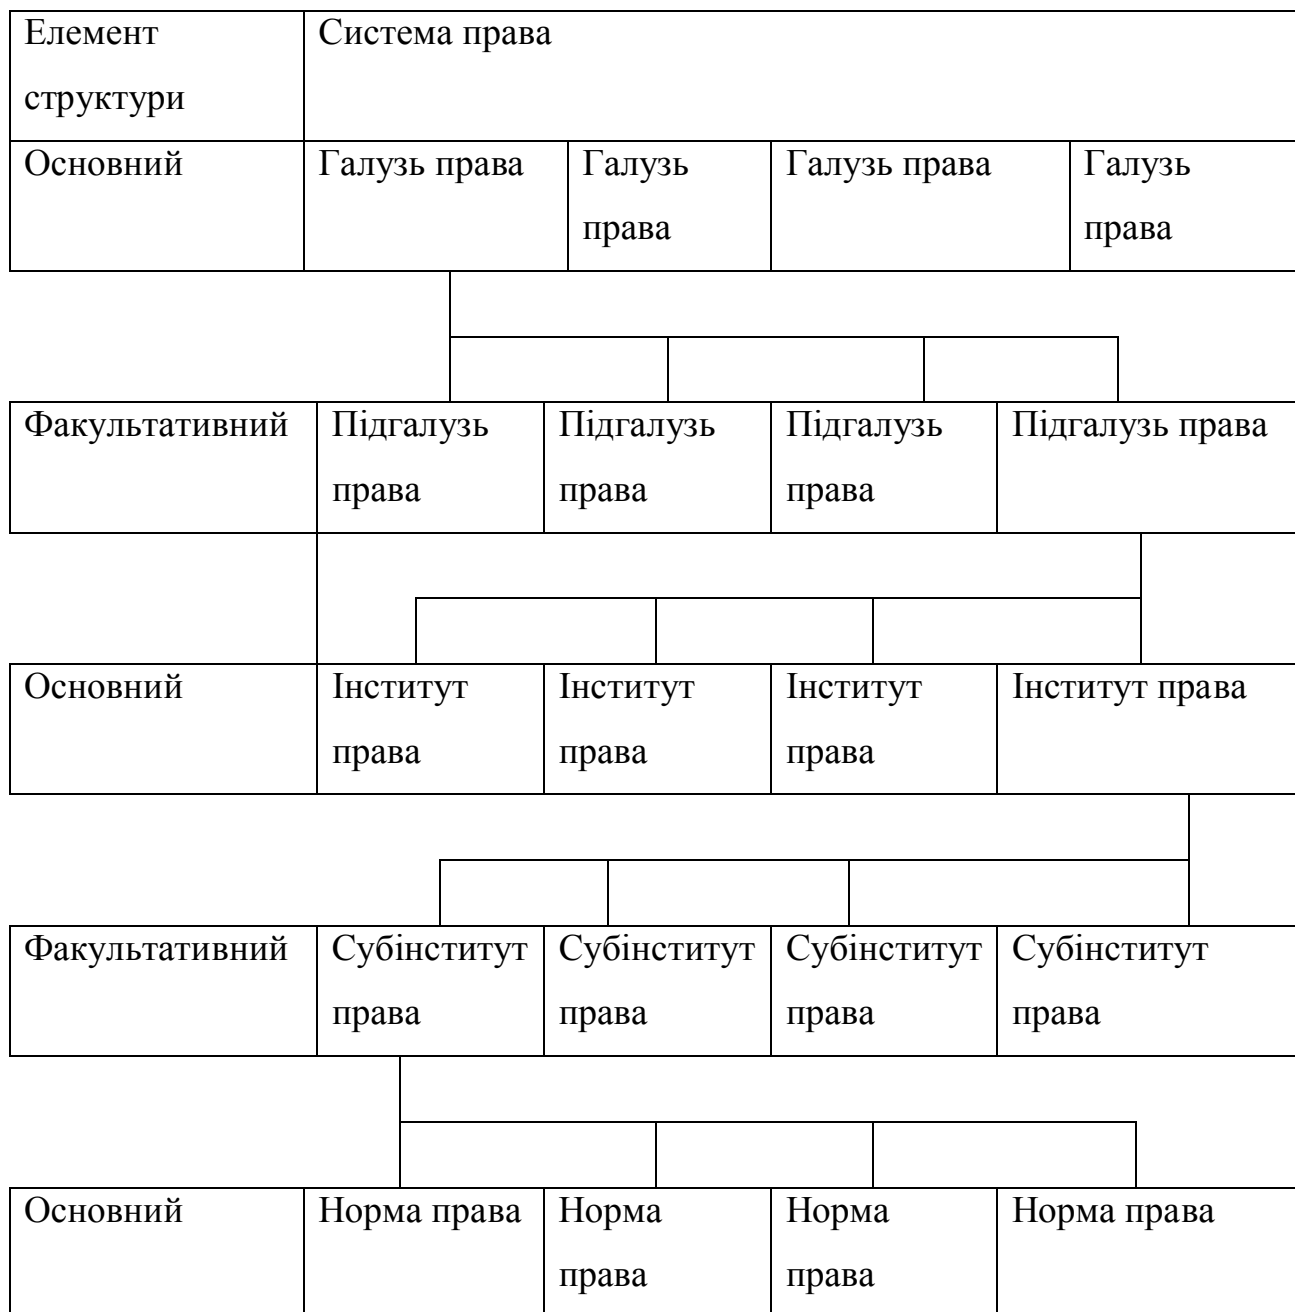 Елемент Система права
структури
Основний Галузь права Галузь Галузь права Галузь
права права
Факультативний Підгалузь Підгалузь Підгалузь Підгалузь права
права права права
Основний Інститут Інститут Інститут Інститут права
права права права
Факультативний Субінститут Субінститут Субінститут Субінститут
права права права права
Основний Норма права Норма Норма Норма права
права права